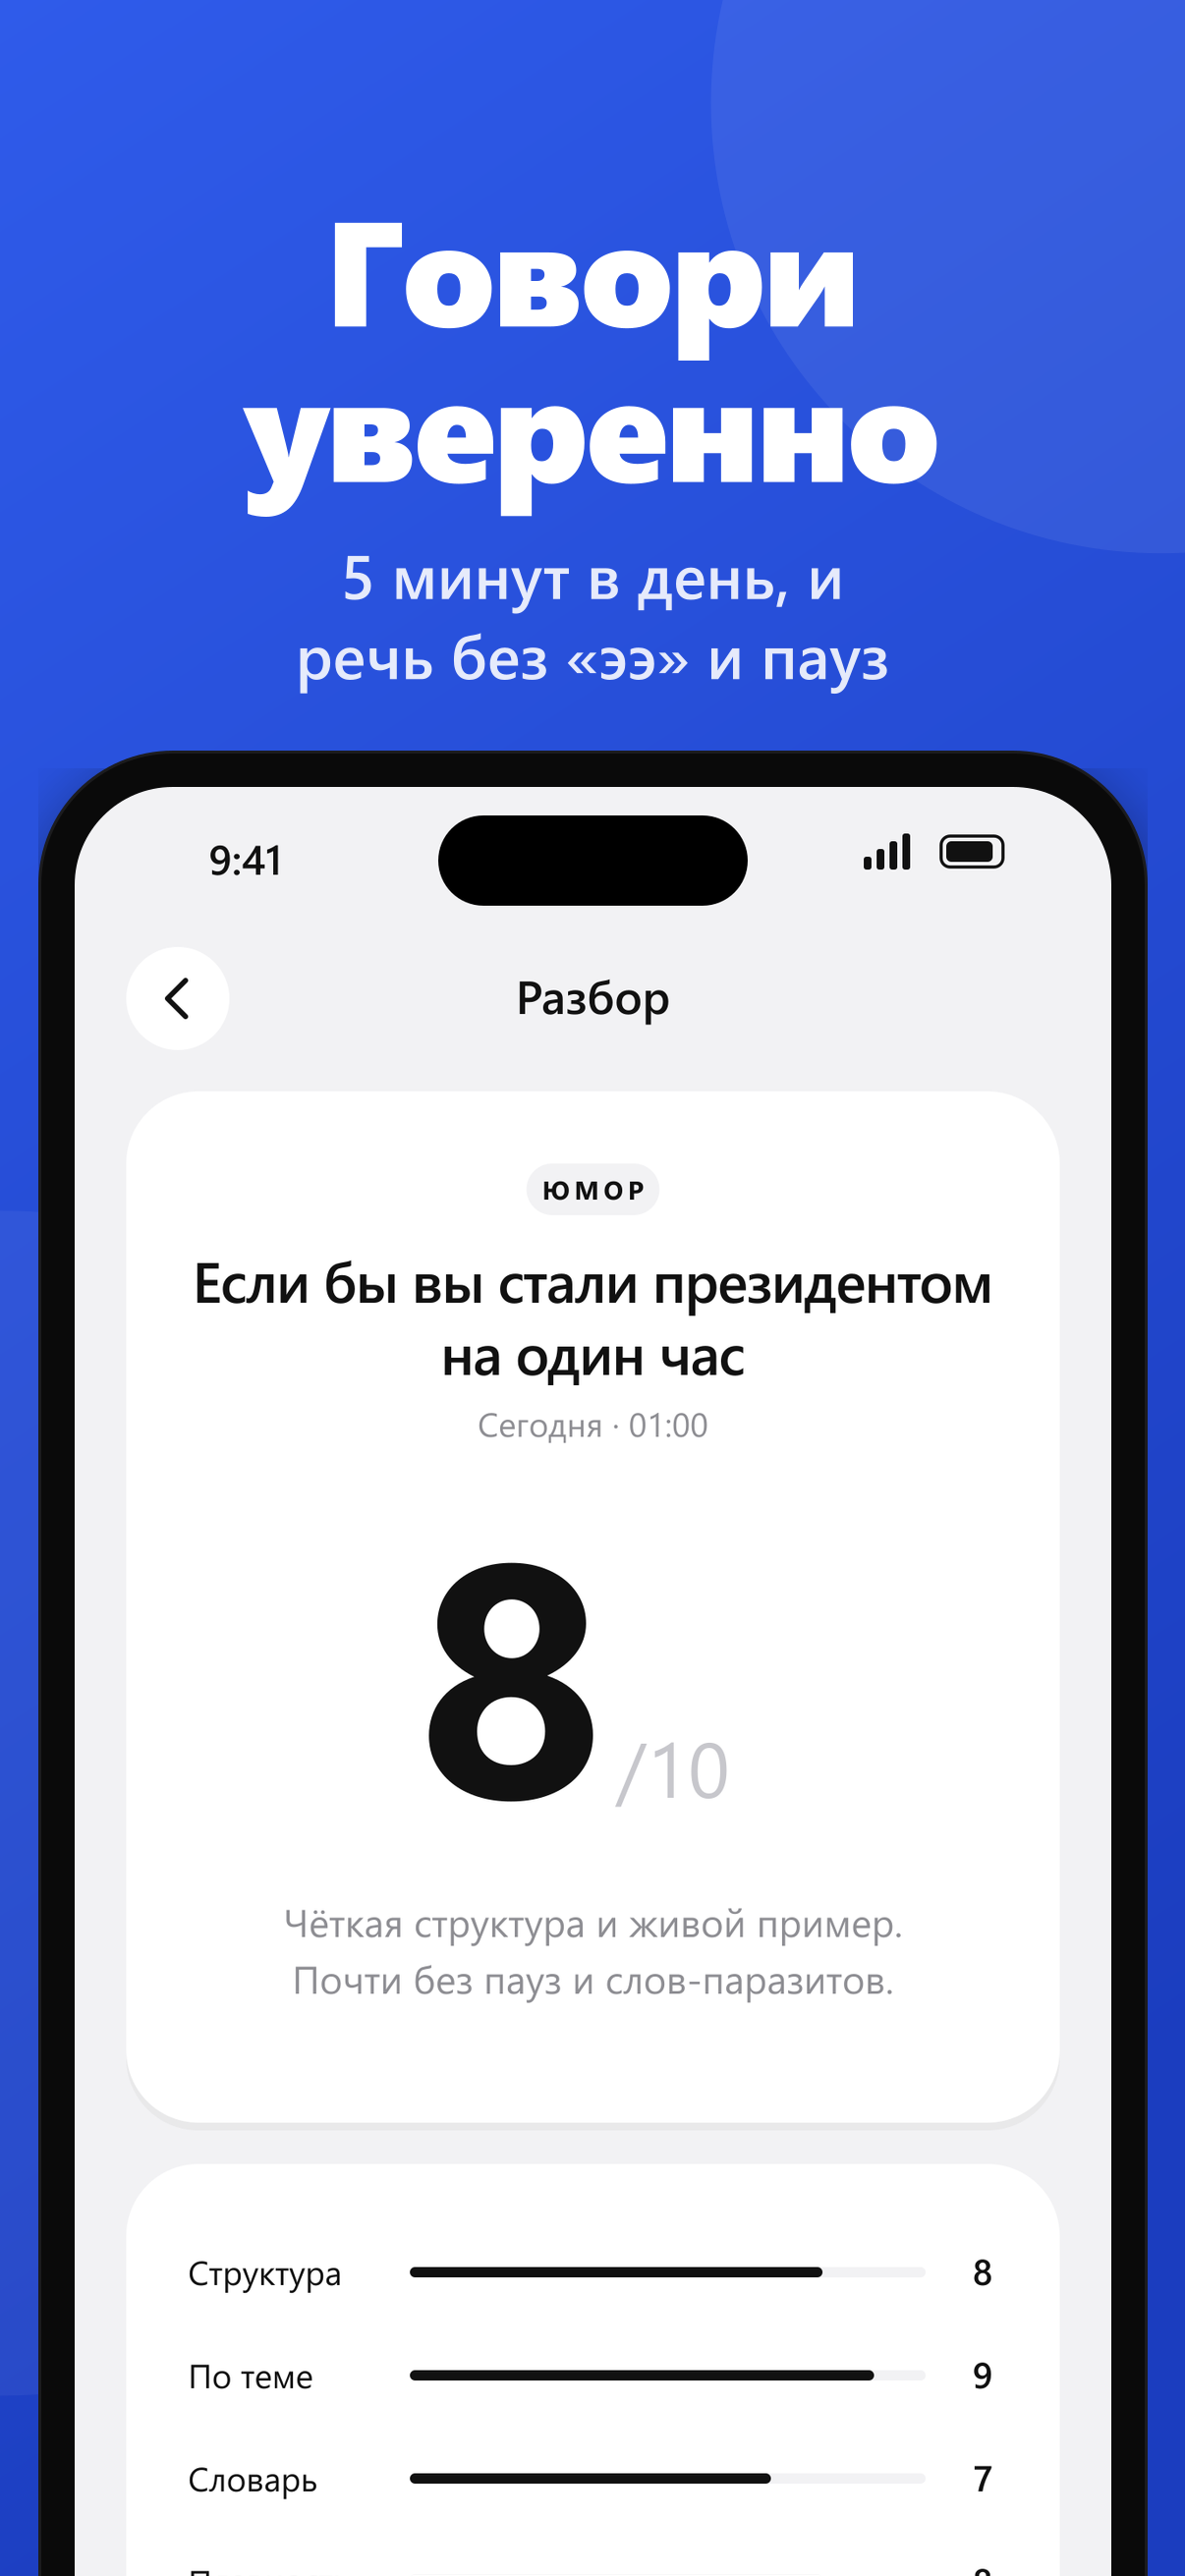 Говори
уверенно
5 минут в день, и
речь без «ээ» и пауз
9:41
Разбор
ЮМОР
Если бы вы стали президентом
на один час
Сегодня · 01:00
8 /10
Чёткая структура и живой пример.
Почти без пауз и слов-паразитов.
Структура 8
По теме 9
Словарь 7